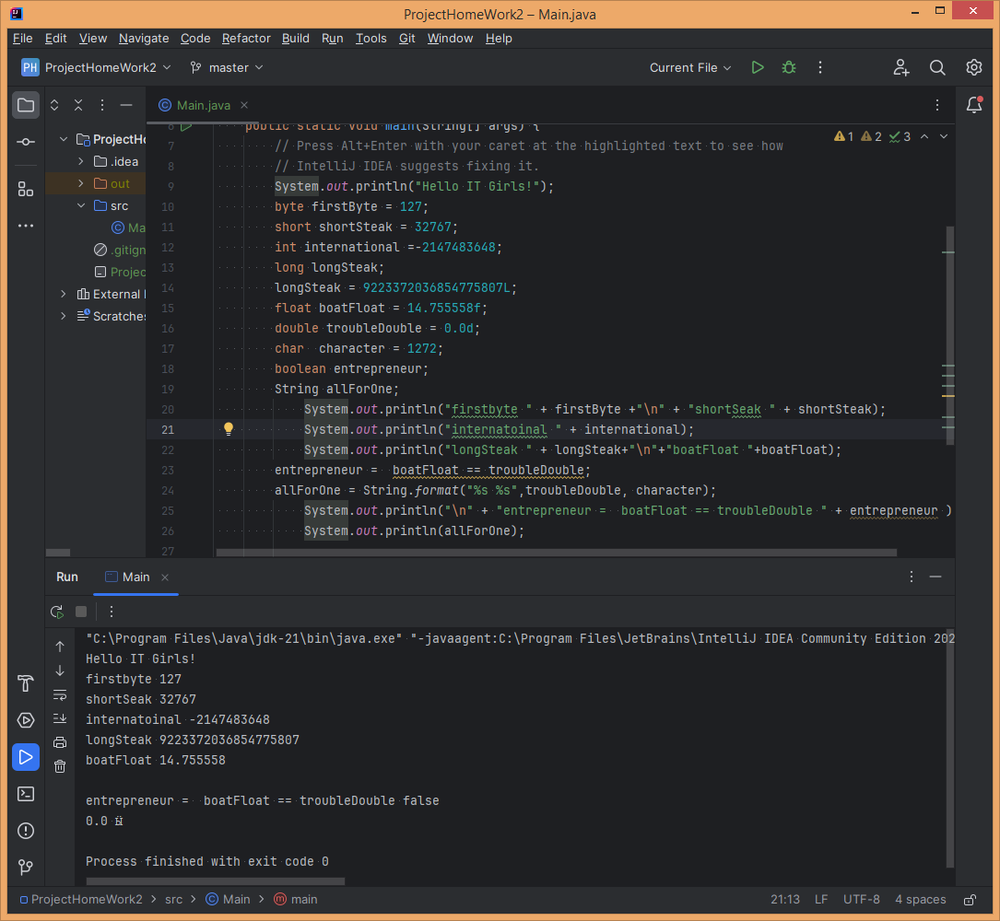 ProjectHomeWork2 – Main.java
File Edit View Navigate Code Refactor Build Run Tools Git Window Help
PH ProjectHomeWork2 master Current File
Main.java
ProjectHo
.idea
out
src
Ma
.gitign
Projec
External
Scratches
1 2 3
6 public static void main(String[] args) {
7 // Press Alt+Enter with your caret at the highlighted text to see how
8 // IntelliJ IDEA suggests fixing it.
9 System.out.println("Hello IT Girls!");
10 byte firstByte = 127;
11 short shortSteak = 32767;
12 int international =-2147483648;
13 long longSteak;
14 longSteak = 9223372036854775807L;
15 float boatFloat = 14.755558f;
16 double troubleDouble = 0.0d;
17 char  character = 1272;
18 boolean entrepreneur;
19 String allForOne;
20 System.out.println("firstbyte " + firstByte +"\n" + "shortSeak " + shortSteak);
21 System.out.println("internatoinal " + international);
22 System.out.println("longSteak " + longSteak+"\n"+"boatFloat "+boatFloat);
23 entrepreneur =  boatFloat == troubleDouble;
24 allForOne = String.format("%s %s",troubleDouble, character);
25 System.out.println("\n" + "entrepreneur =  boatFloat == troubleDouble " + entrepreneur )
26 System.out.println(allForOne);
27
Run Main
"C:\Program Files\Java\jdk-21\bin\java.exe" "-javaagent:C:\Program Files\JetBrains\IntelliJ IDEA Community Edition 202
Hello IT Girls!
firstbyte 127
shortSeak 32767
internatoinal -2147483648
longSteak 9223372036854775807
boatFloat 14.755558
entrepreneur =  boatFloat == troubleDouble false
0.0 Ӹ
Process finished with exit code 0
ProjectHomeWork2 > src > Main > main 21:13 LF UTF-8 4 spaces